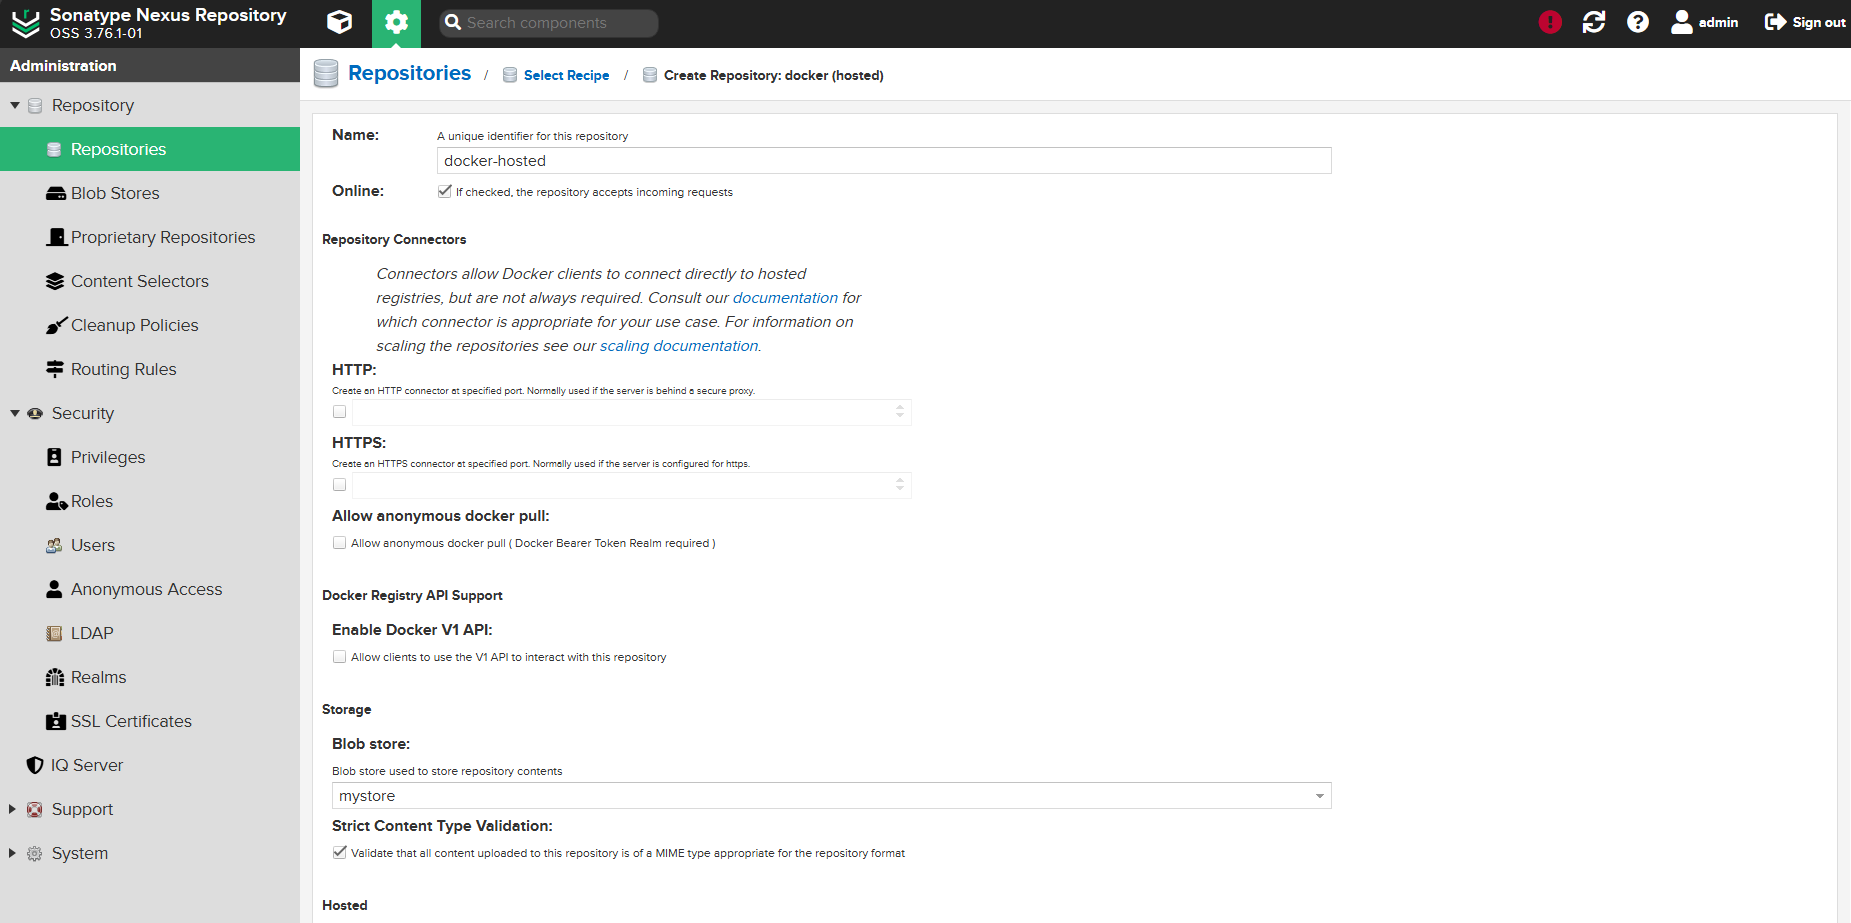 Sonatype Nexus Repository
OSS 3.76.1-01
Search components
admin
Sign out
Administration
Repository
Repositories
Blob Stores
Proprietary Repositories
Content Selectors
Cleanup Policies
Routing Rules
Security
Privileges
Roles
Users
Anonymous Access
LDAP
Realms
SSL Certificates
IQ Server
Support
System
Repositories / Select Recipe / Create Repository: docker (hosted)
Name: A unique identifier for this repository
docker-hosted
Online: If checked, the repository accepts incoming requests
Repository Connectors
Connectors allow Docker clients to connect directly to hosted
registries, but are not always required. Consult our documentation for
which connector is appropriate for your use case. For information on
scaling the repositories see our scaling documentation.
HTTP:
Create an HTTP connector at specified port. Normally used if the server is behind a secure proxy.
HTTPS:
Create an HTTPS connector at specified port. Normally used if the server is configured for https.
Allow anonymous docker pull:
Allow anonymous docker pull ( Docker Bearer Token Realm required )
Docker Registry API Support
Enable Docker V1 API:
Allow clients to use the V1 API to interact with this repository
Storage
Blob store:
Blob store used to store repository contents
mystore
Strict Content Type Validation:
Validate that all content uploaded to this repository is of a MIME type appropriate for the repository format
Hosted